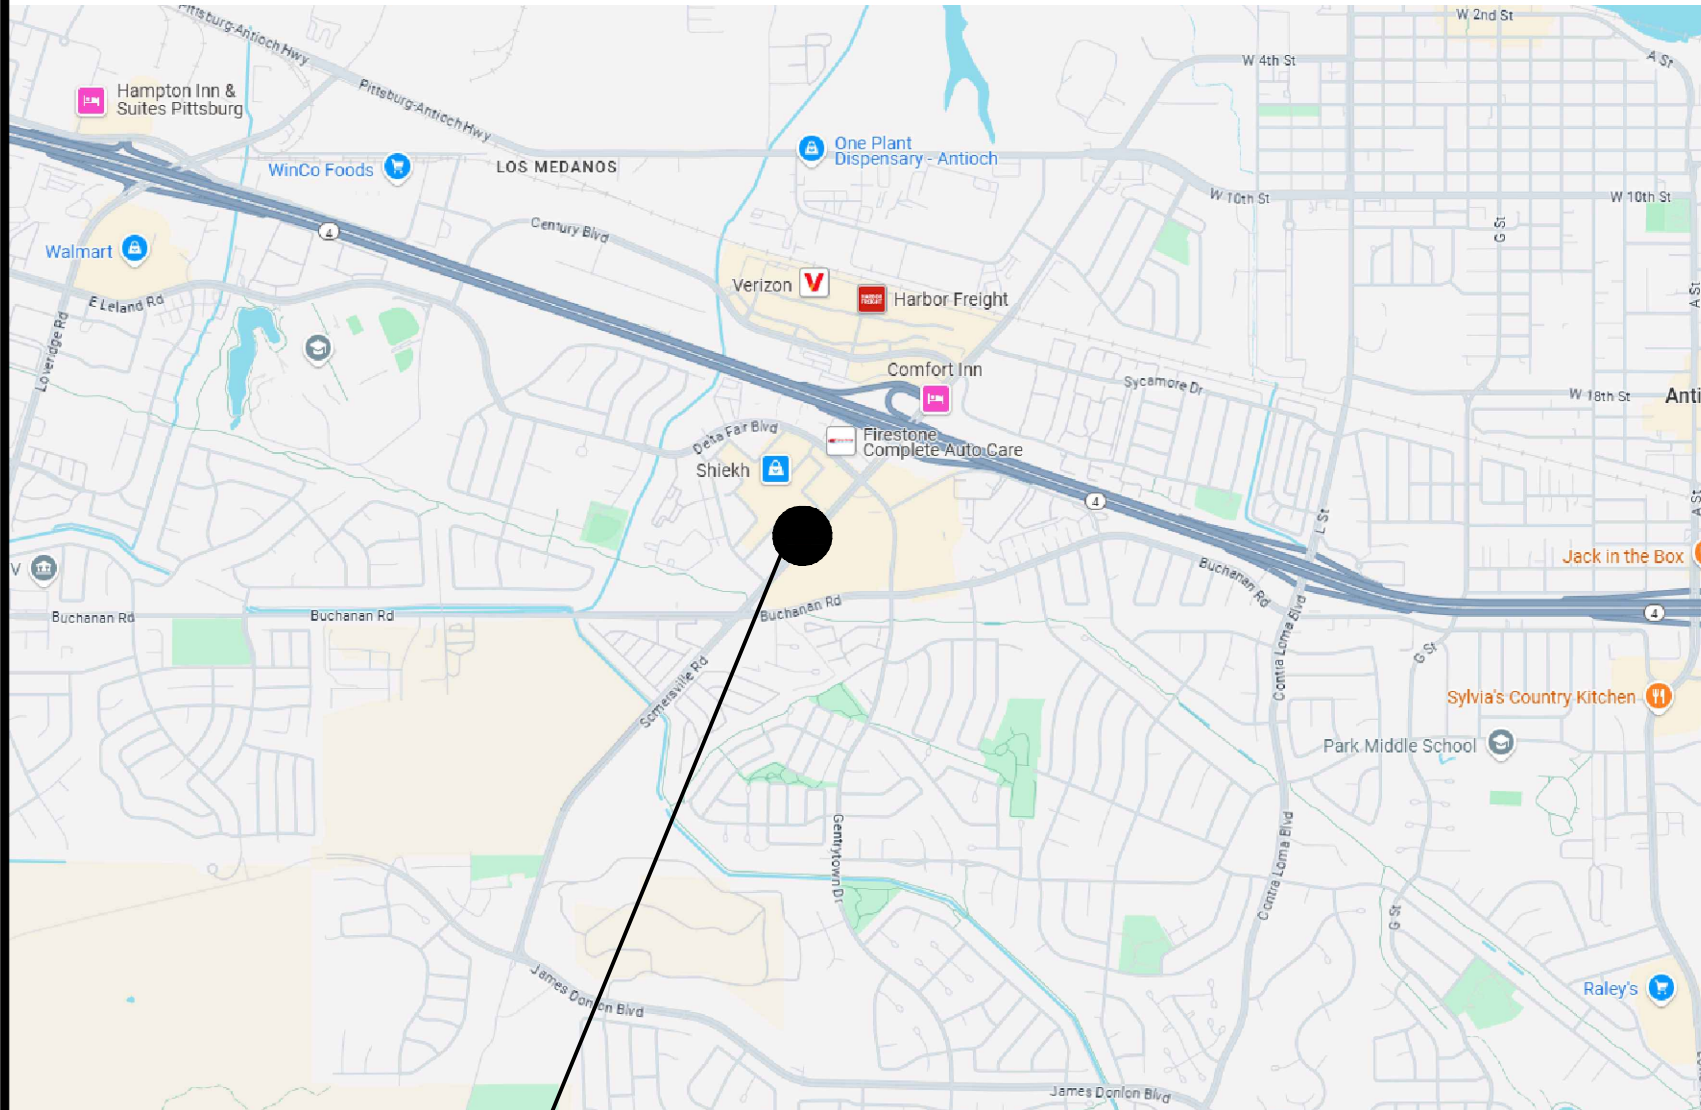 W 2nd St
Pittsburg-Antioch Hwy
A St
W 4th St
Hampton Inn &
Suites Pittsburg
Pittsburg-Antioch Hwy
One Plant
Dispensary - Antioch
WinCo Foods
LOS MEDANOS
W 10th St
W 10th St
G St
Century Blvd
4
Walmart
Verizon
Harbor Freight
HARBOR
FREIGHT
E Leland Rd
A St
Loveridge Rd
Comfort Inn
Sycamore Dr
W 18th St
Anti
Delta Fair Blvd
Firestone
Complete Auto Care
Shiekh
4
A St
L St
Jack in the Box
V
Buchanan Rd
Buchanan Rd
Buchanan Rd
Buchanan Rd
4
Contra Loma Blvd
G St
Somersville Rd
Sylvia's Country Kitchen
Park Middle School
Gentrytown Dr
Contra Loma Blvd
G St
James Donlon Blvd
Raley's
James Donlon Blvd